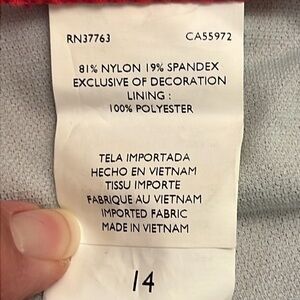 RN37763 CA55972
81% NYLON 19% SPANDEX
EXCLUSIVE OF DECORATION
LINING :
100% POLYESTER
TELA IMPORTADA
HECHO EN VIETNAM
TISSU IMPORTE
FABRIQUE AU VIETNAM
IMPORTED FABRIC
MADE IN VIETNAM
14